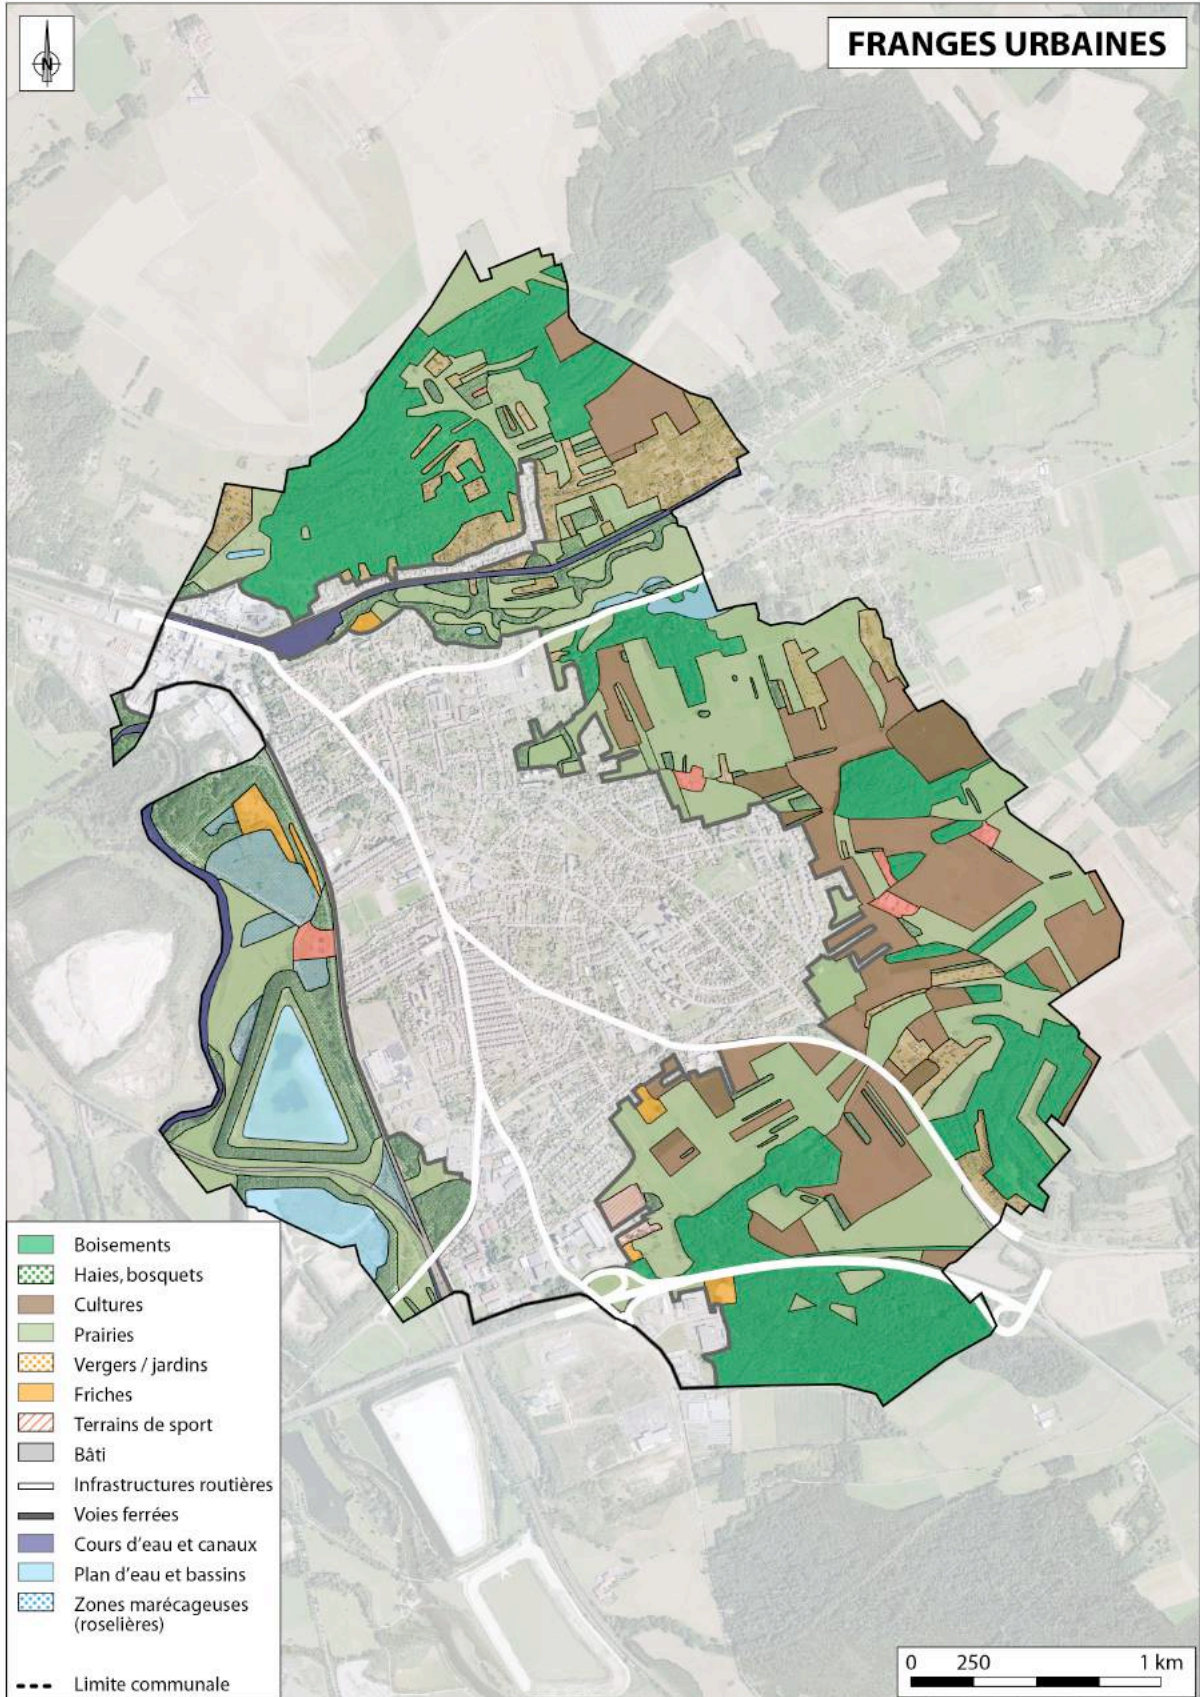 N
FRANGES URBAINES
Boisements
Haies, bosquets
Cultures
Prairies
Vergers / jardins
Friches
Terrains de sport
Bâti
Infrastructures routières
Voies ferrées
Cours d'eau et canaux
Plan d'eau et bassins
Zones marécageuses
(roselières)
Limite communale
0 250 1 km